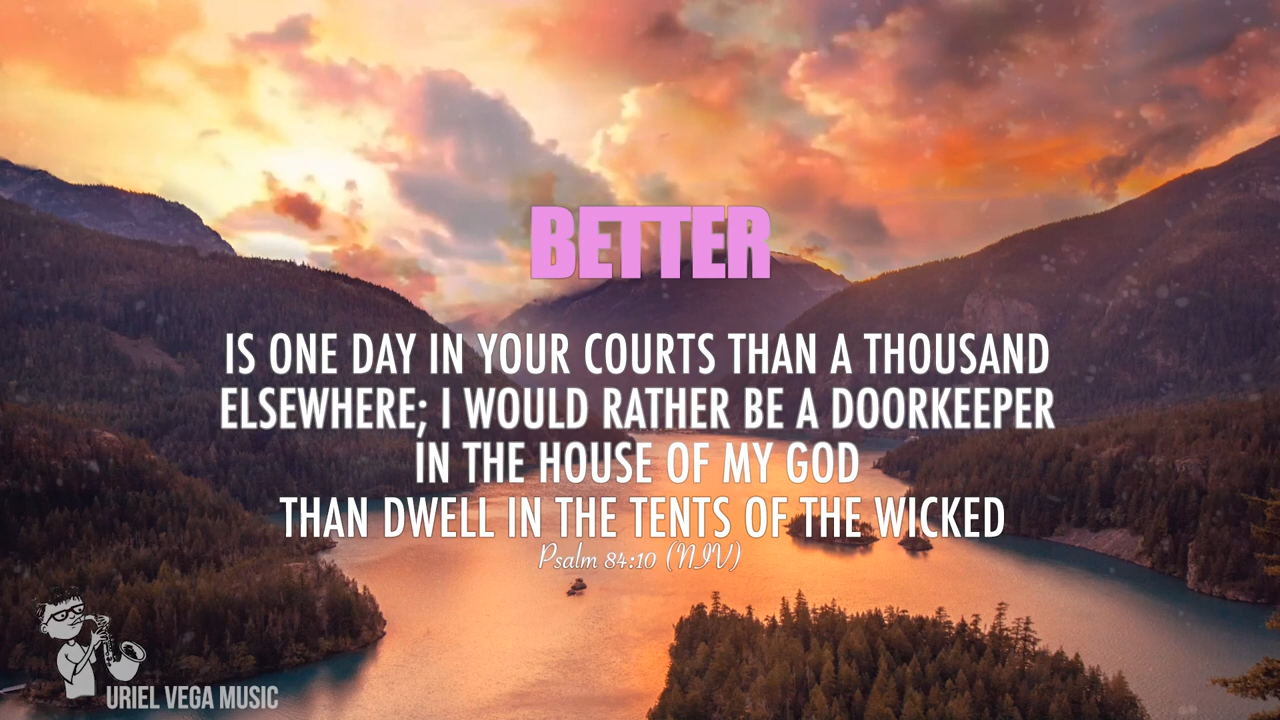 BETTER
IS ONE DAY IN YOUR COURTS THAN A THOUSAND
ELSEWHERE; I WOULD RATHER BE A DOORKEEPER
IN THE HOUSE OF MY GOD
THAN DWELL IN THE TENTS OF THE WICKED
Psalm 84:10 (NIV)
URIEL VEGA MUSIC